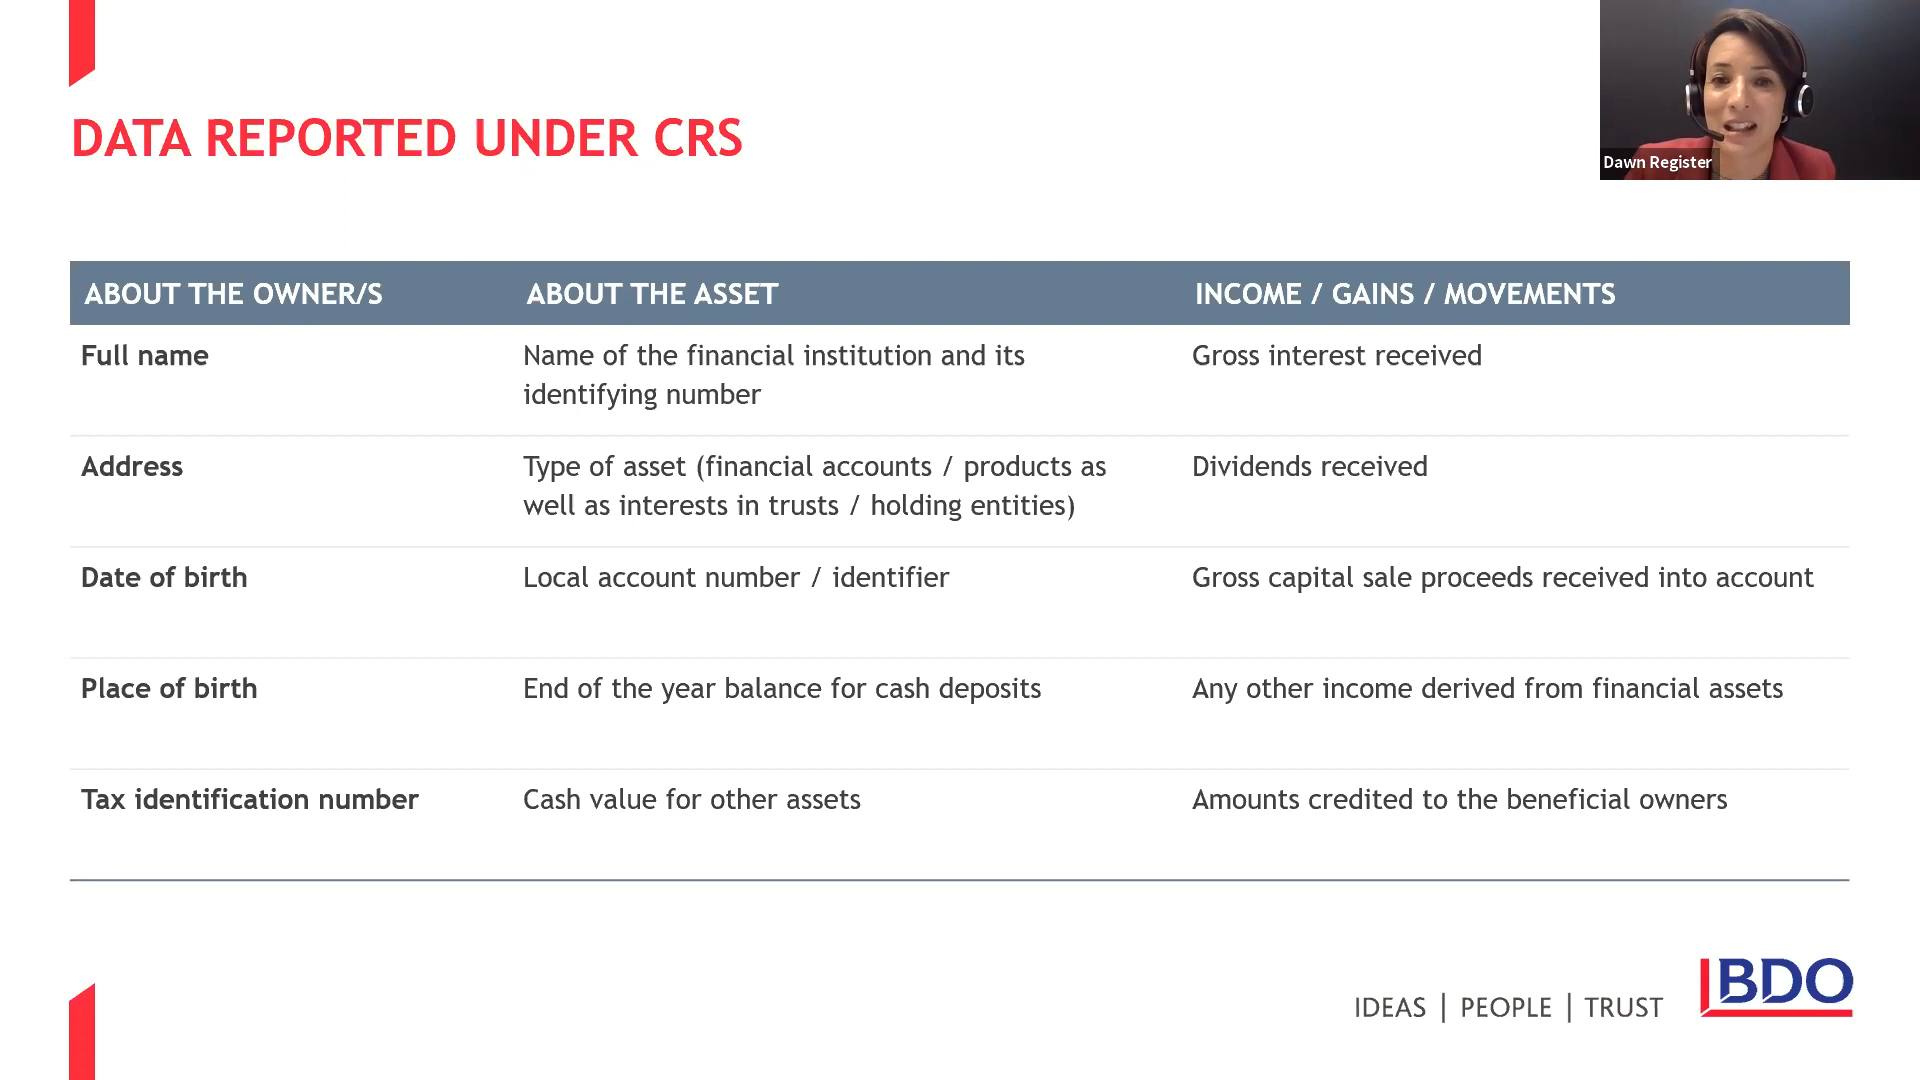 DATA REPORTED UNDER CRS
Dawn Register
ABOUT THE OWNER/S
ABOUT THE ASSET
INCOME / GAINS / MOVEMENTS
Full name
Name of the financial institution and its
identifying number
Gross interest received
Address
Type of asset (financial accounts / products as
well as interests in trusts / holding entities)
Dividends received
Date of birth
Local account number / identifier
Gross capital sale proceeds received into account
Place of birth
End of the year balance for cash deposits
Any other income derived from financial assets
Tax identification number
Cash value for other assets
Amounts credited to the beneficial owners
IDEAS | PEOPLE | TRUST
BDO